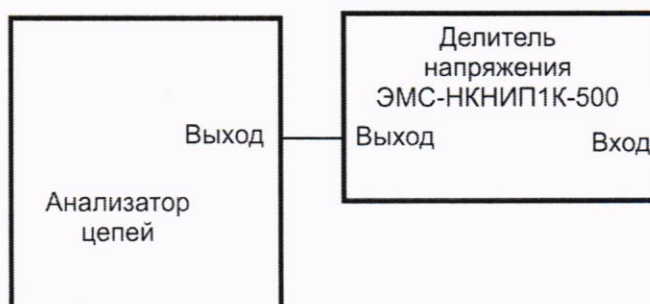 Делитель
напряжения
ЭМС-НКНИП1К-500
Выход
Выход
Вход
Анализатор
цепей